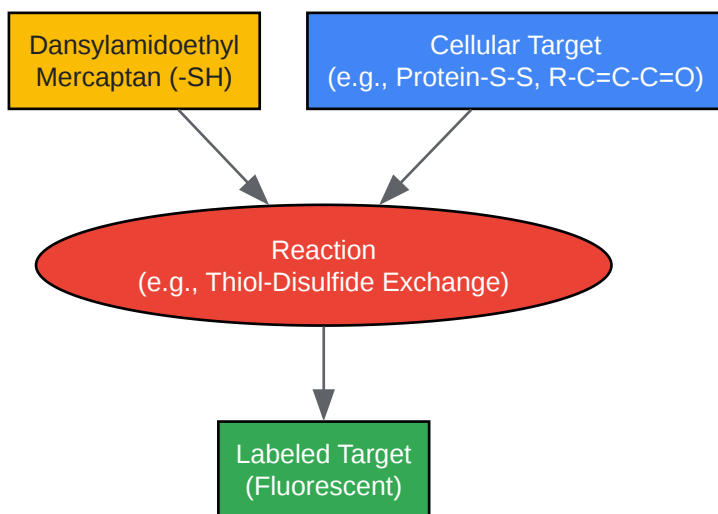 Dansylamidoethyl
Mercaptan (-SH)
Cellular Target
(e.g., Protein-S-S, R-C=C-C=O)
Reaction
(e.g., Thiol-Disulfide Exchange)
Labeled Target
(Fluorescent)